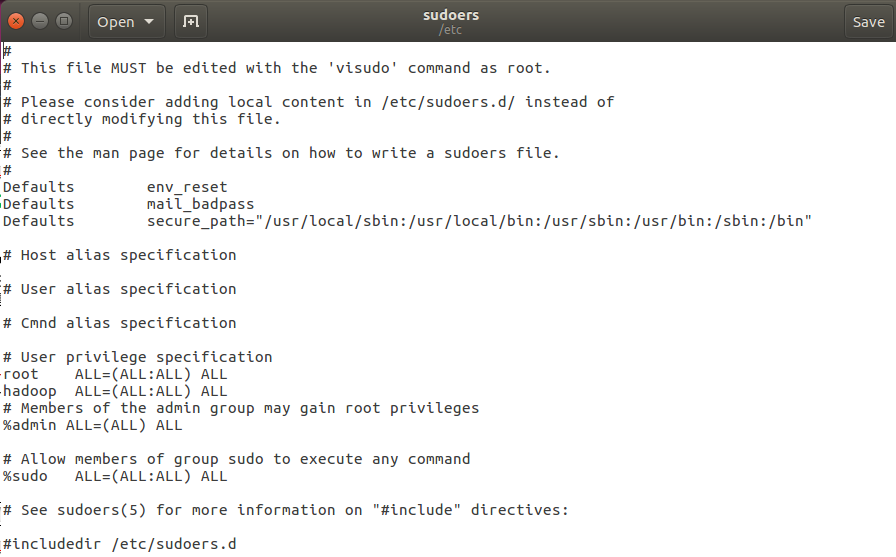 Open
sudoers
/etc
Save
#
# This file MUST be edited with the 'visudo' command as root.
#
# Please consider adding local content in /etc/sudoers.d/ instead of
# directly modifying this file.
#
# See the man page for details on how to write a sudoers file.
#
Defaults        env_reset
Defaults        mail_badpass
Defaults        secure_path="/usr/local/sbin:/usr/local/bin:/usr/sbin:/usr/bin:/sbin:/bin"

# Host alias specification

# User alias specification

# Cmnd alias specification

# User privilege specification
root    ALL=(ALL:ALL) ALL
hadoop  ALL=(ALL:ALL) ALL
# Members of the admin group may gain root privileges
%admin ALL=(ALL) ALL

# Allow members of group sudo to execute any command
%sudo   ALL=(ALL:ALL) ALL

# See sudoers(5) for more information on "#include" directives:

#includedir /etc/sudoers.d